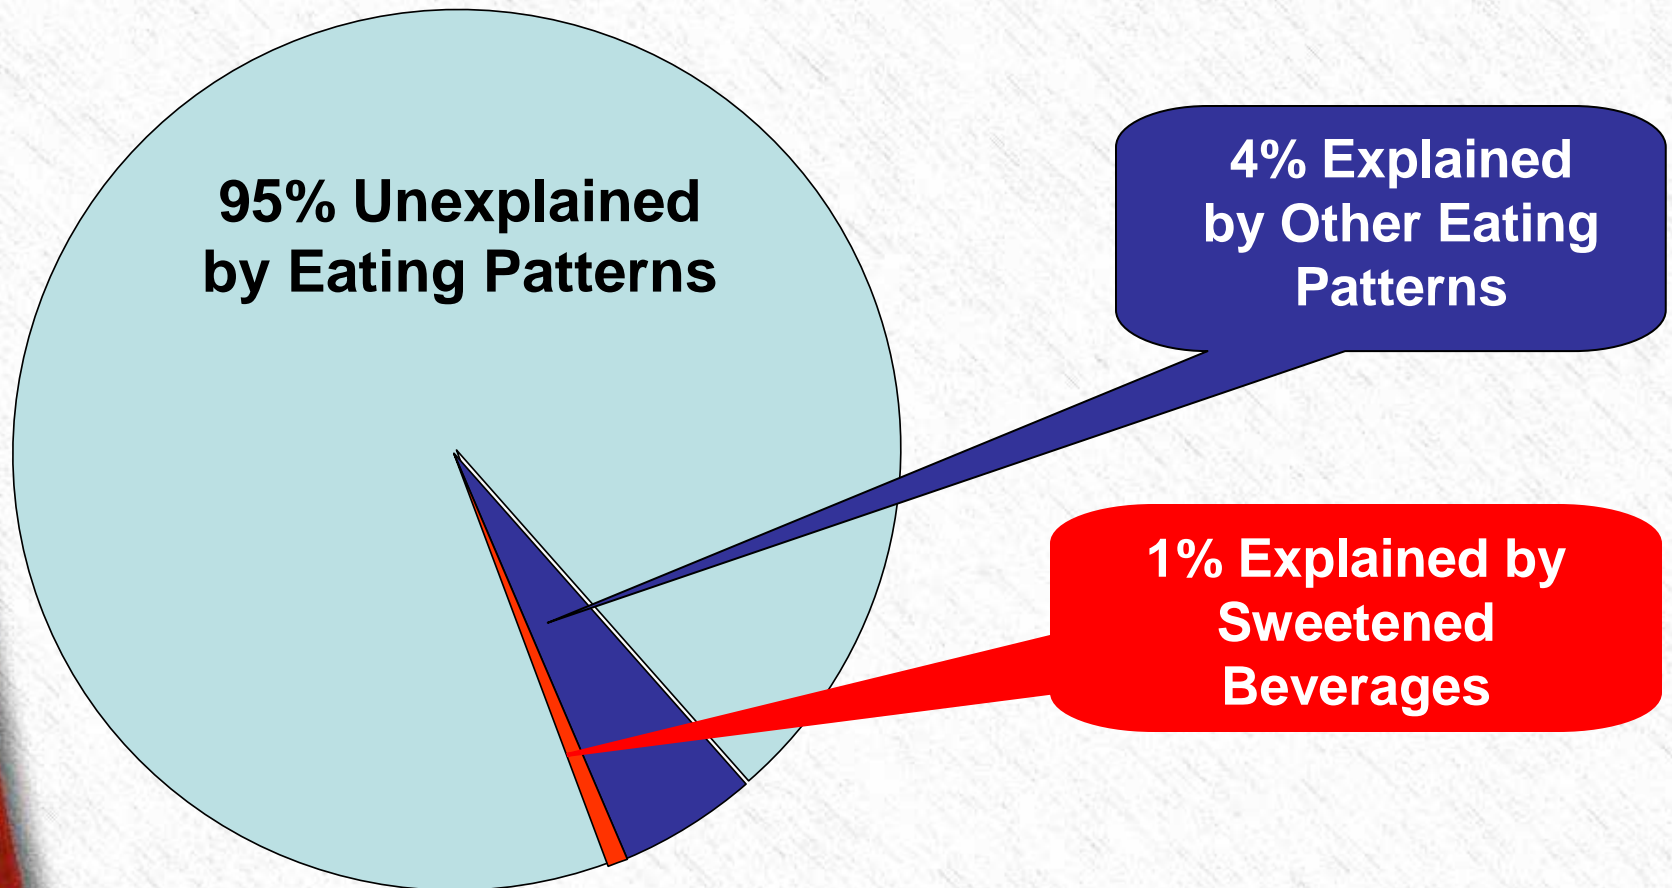 95% Unexplained
by Eating Patterns
4% Explained
by Other Eating
Patterns
1% Explained by
Sweetened
Beverages